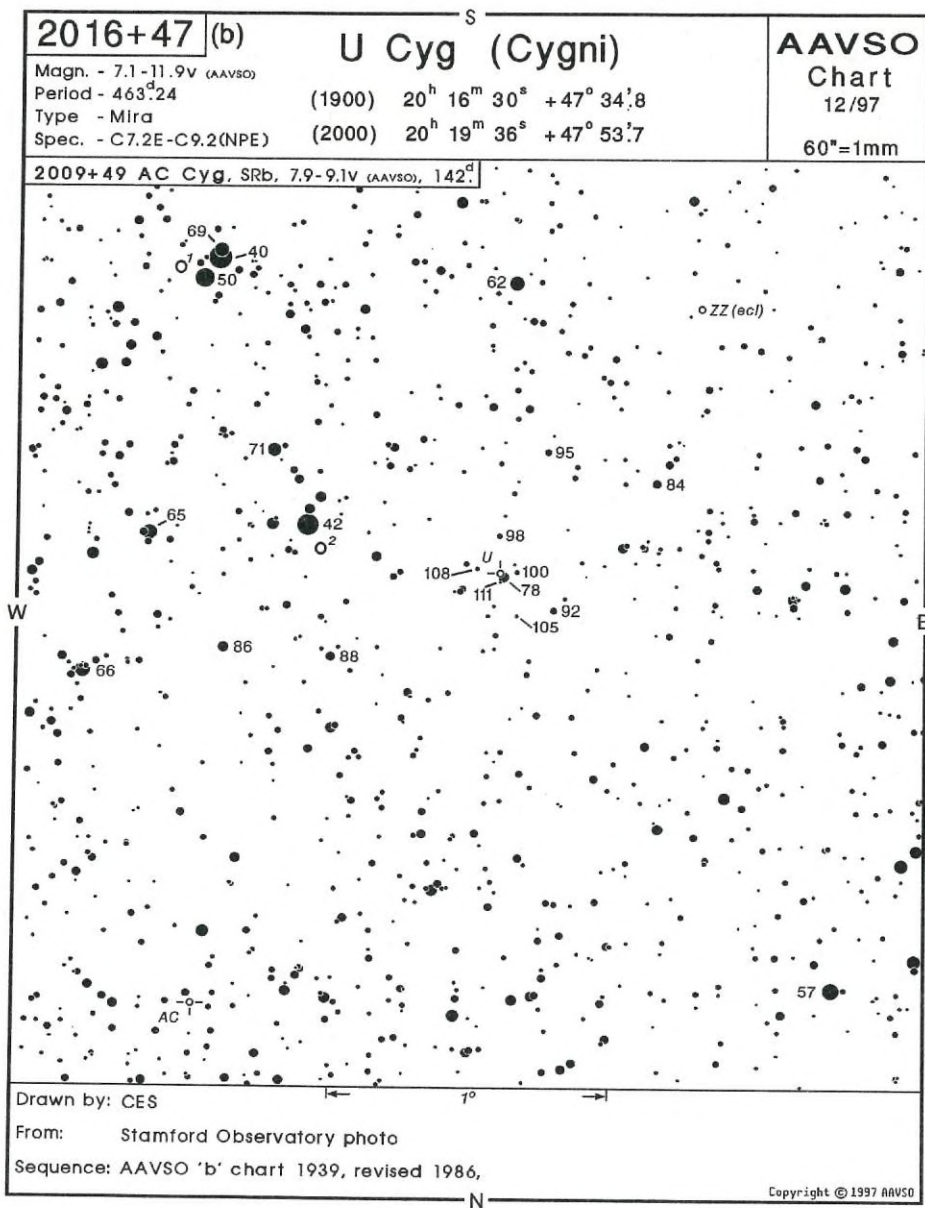 S
2016+47 (b)
U Cyg (Cygni)
AAVSO
Chart
12/97
60"=1mm
Magn. - 7.1-11.9v (AAVSO)
Period - 463ᵈ.24
Type - Mira
Spec. - C7.2E-C9.2(NPE)
(1900) 20ʰ 16ᵐ 30ˢ +47° 34'.8
(2000) 20ʰ 19ᵐ 36ˢ +47° 53'.7
2009+49 AC Cyg, SRb, 7.9-9.1v (AAVSO), 142ᵈ.
69
1
40
50
62
ZZ (ecl)
71
95
84
65
42
2
98
U
108
100
111
78
92
105
W
E
86
88
66
57
AC
1°
Drawn by: CES
From: Stamford Observatory photo
Sequence: AAVSO 'b' chart 1939, revised 1986,
Copyright © 1997 AAVSO
N